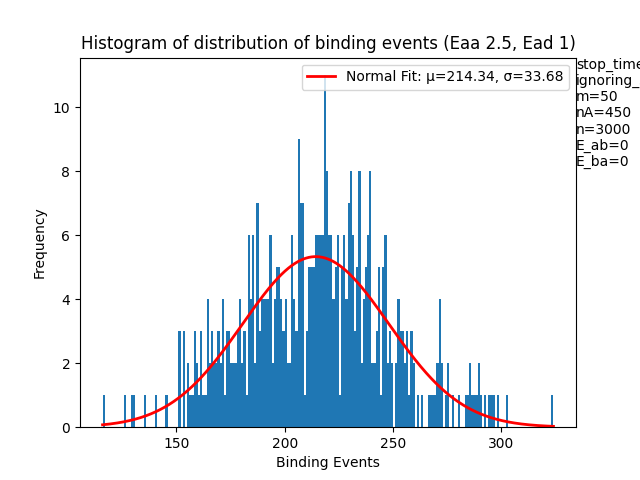 Histogram of distribution of binding events (Eaa 2.5, Ead 1)
Normal Fit: μ=214.34, σ=33.68
stop_time
ignoring_
m=50
nA=450
n=3000
E_ab=0
E_ba=0
10
8
6
4
2
0
Frequency
150
200
250
300
Binding Events